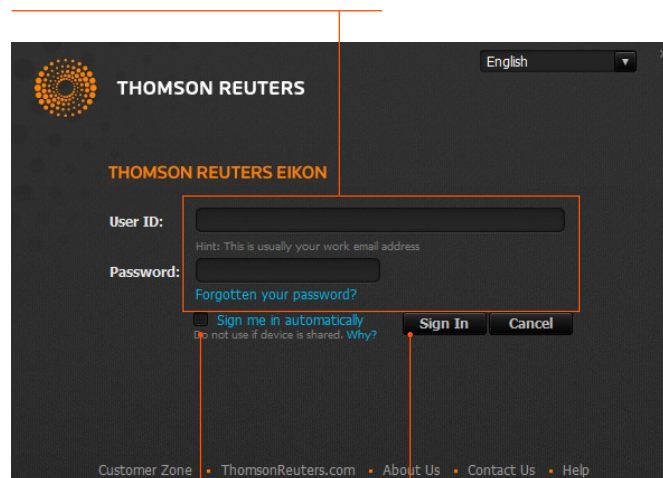 English
THOMSON REUTERS
THOMSON REUTERS EIKON
User ID:
Hint: This is usually your work email address
Password:
Forgotten your password?
Sign me in automatically
Do not use if device is shared. Why?
Sign In Cancel
Customer Zone ▪ ThomsonReuters.com ▪ About Us ▪ Contact Us ▪ Help